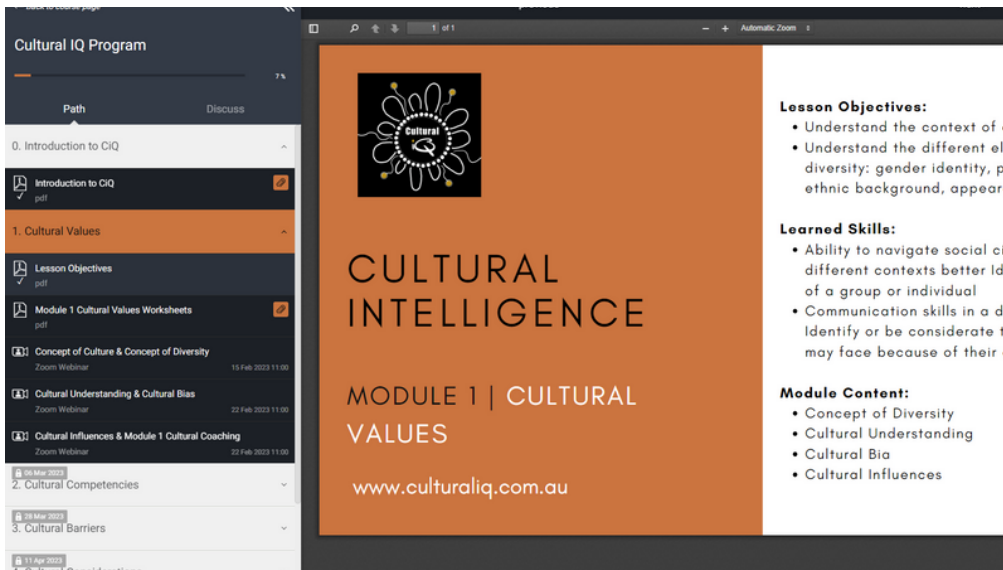 Back to course page
Cultural IQ Program
7%
Path
Discuss
0. Introduction to CiQ
Introduction to CiQ
pdf
1. Cultural Values
Lesson Objectives
pdf
Module 1 Cultural Values Worksheets
pdf
Concept of Culture & Concept of Diversity
Zoom Webinar 15 Feb 2023 11:00
Cultural Understanding & Cultural Bias
Zoom Webinar 22 Feb 2023 11:00
Cultural Influences & Module 1 Cultural Coaching
Zoom Webinar 22 Feb 2023 11:00
06 Mar 2023
2. Cultural Competencies
28 Mar 2023
3. Cultural Barriers
11 Apr 2023
1 of 1
Automatic Zoom
Cultural
iQ
CULTURAL
INTELLIGENCE
MODULE 1 | CULTURAL
VALUES
www.culturaliq.com.au
Lesson Objectives:
• Understand the context of
• Understand the different
diversity: gender identity,
ethnic background,
Learned Skills:
• Ability to navigate social
different contexts better
of a group or individual
• Communication skills in a
Identify or be considerate
may face because of their
Module Content:
• Concept of Diversity
• Cultural Understanding
• Cultural Bia
• Cultural Influences